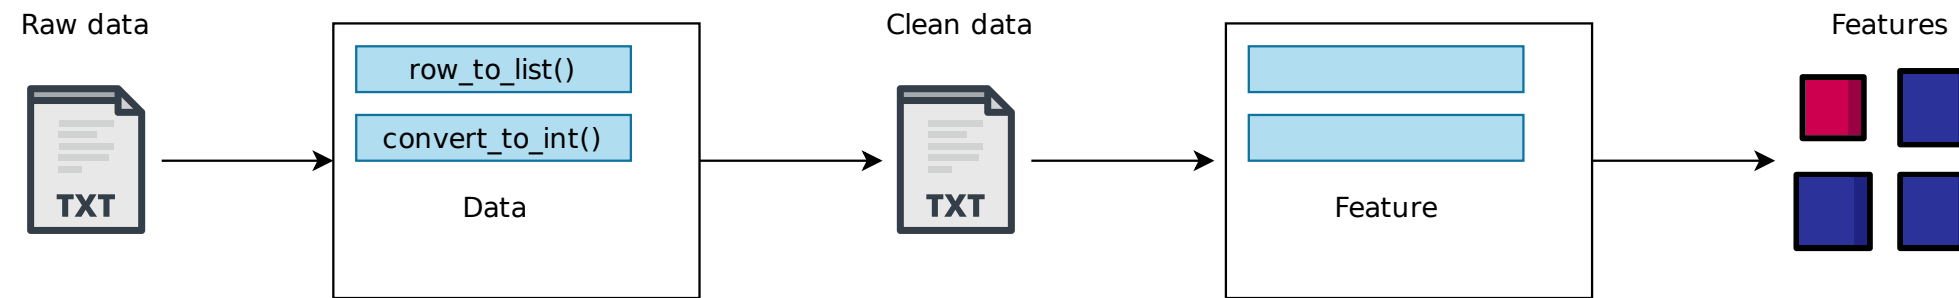 Raw data
Clean data
Features
row_to_list()
convert_to_int()
TXT
Data
TXT
Feature